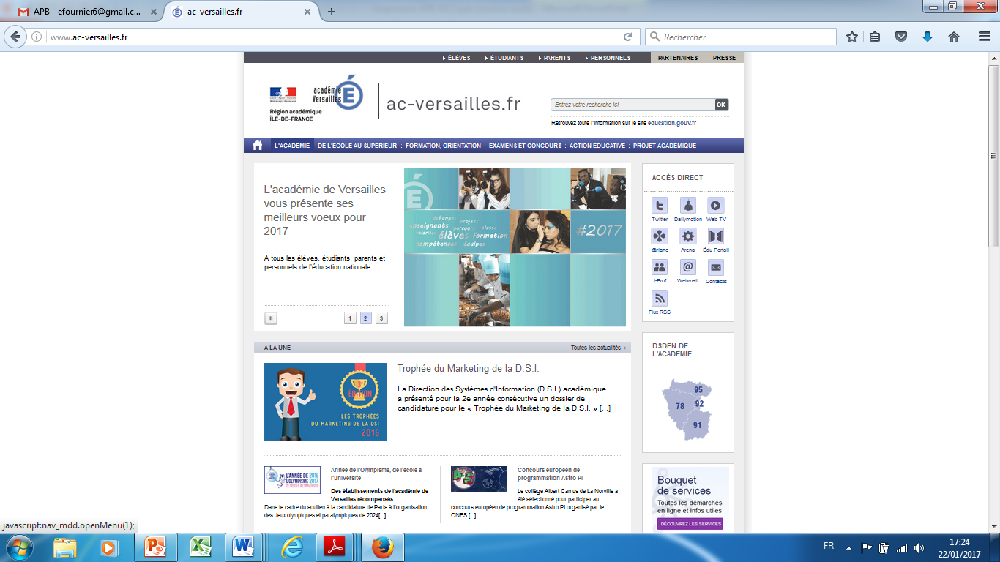 APB - efournier6@gmail.c...
ac-versailles.fr
www.ac-versailles.fr
Rechercher
ÉLÈVES
ÉTUDIANTS
PARENTS
PERSONNELS
PARTENAIRES
PRESSE
académie
Versailles
Région académique
ÎLE-DE-FRANCE
ac-versailles.fr
Entrez votre recherche ici
OK
Retrouvez toute l'information sur le site education.gouv.fr
L'ACADÉMIE
DE L'ÉCOLE AU SUPÉRIEUR
FORMATION, ORIENTATION
EXAMENS ET CONCOURS
ACTION EDUCATIVE
PROJET ACADÉMIQUE
L'académie de Versailles
vous présente ses
meilleurs voeux pour
2017
A tous les élèves, étudiants, parents et
personnels de l'éducation nationale
1 2 3
échanges projets
enseignants parcours classe
valoriser élèves formation
compétences équipes
#2017
ACCÈS DIRECT
Twitter
Dailymotion
Web TV
@riane
Arena
Édu-Portail
I-Prof
Webmail
Contacts
Flux RSS
A LA UNE
Toutes les actualités
3e
ÉDITION
LES TROPHÉES
DU MARKETING DE LA DSI
2016
Trophée du Marketing de la D.S.I.
La Direction des Systèmes d'Information (D.S.I.) académique
a présenté pour la 2e année consécutive un dossier de
candidature pour le « Trophée du Marketing de la D.S.I. » [...]
DSDEN DE
L'ACADEMIE
95
78
92
91
L'ANNÉE DE 2016
L'OLYMPISME 2017
DE L'ÉCOLE À L'UNIVERSITÉ
Année de l'Olympisme, de l'école à
l'université
Des établissements de l'académie de
Versailles récompensés
Dans le cadre du soutien à la candidature de Paris à l'organisation
des Jeux olympiques et paralympiques de 2024[...]
Concours européen de
programmation Astro PI
Le collège Albert Camus de La Norville a
été sélectionné pour participer au
concours européen de programmation Astro PI organisé par le
CNES [...]
Bouquet
de services
Toutes les démarches
en ligne et infos utiles
DÉCOUVREZ LES SERVICES
javascript:nav_mdd.openMenu(1);
FR
17:24
22/01/2017